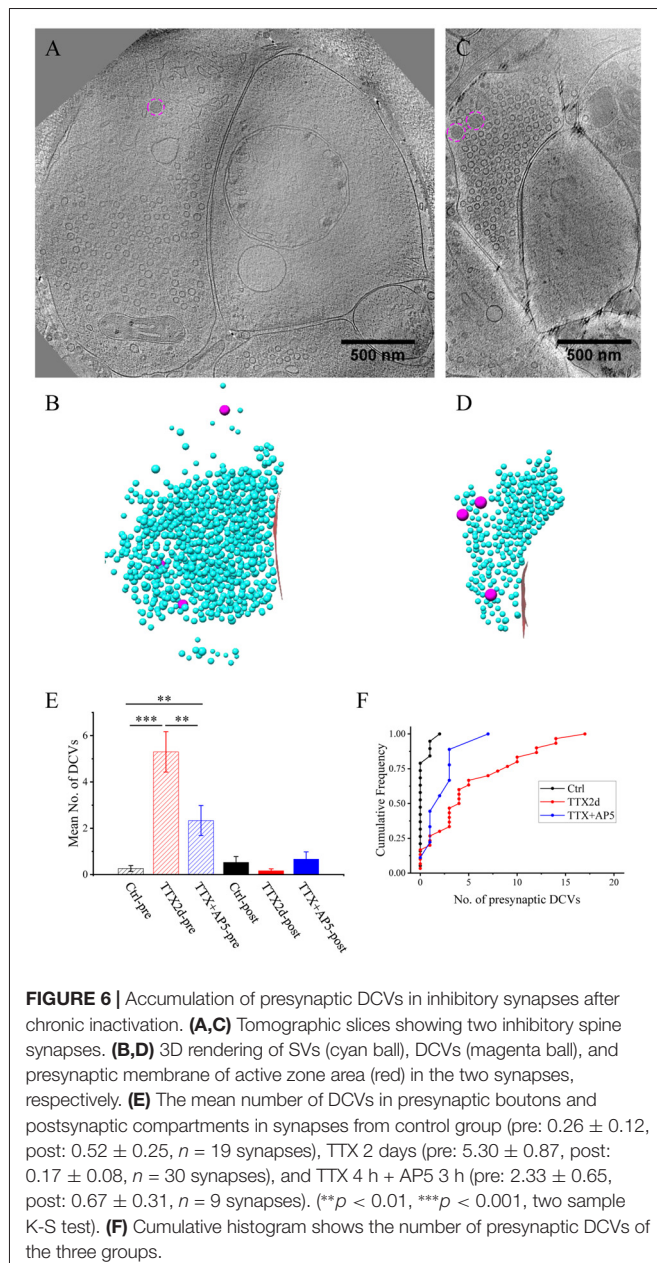 A
C
500 nm
500 nm
B
D
E
F
**
***
**
Mean No. of DCVs
6
4
2
0
Ctrl-pre
TTX2d-pre
TTX+AP5-pre
Ctrl-post
TTX2d-post
TTX+AP5-post
Cumulative Frequency
1.00
0.75
0.50
0.25
0.00
Ctrl
TTX2d
TTX+AP5
0 5 10 15 20
No. of presynaptic DCVs
FIGURE 6 | Accumulation of presynaptic DCVs in inhibitory synapses after
chronic inactivation. (A,C) Tomographic slices showing two inhibitory spine
synapses. (B,D) 3D rendering of SVs (cyan ball), DCVs (magenta ball), and
presynaptic membrane of active zone area (red) in the two synapses,
respectively. (E) The mean number of DCVs in presynaptic boutons and
postsynaptic compartments in synapses from control group (pre: 0.26 ± 0.12,
post: 0.52 ± 0.25, n = 19 synapses), TTX 2 days (pre: 5.30 ± 0.87, post:
0.17 ± 0.08, n = 30 synapses), and TTX 4 h + AP5 3 h (pre: 2.33 ± 0.65,
post: 0.67 ± 0.31, n = 9 synapses). (**p < 0.01, ***p < 0.001, two sample
K-S test). (F) Cumulative histogram shows the number of presynaptic DCVs of
the three groups.